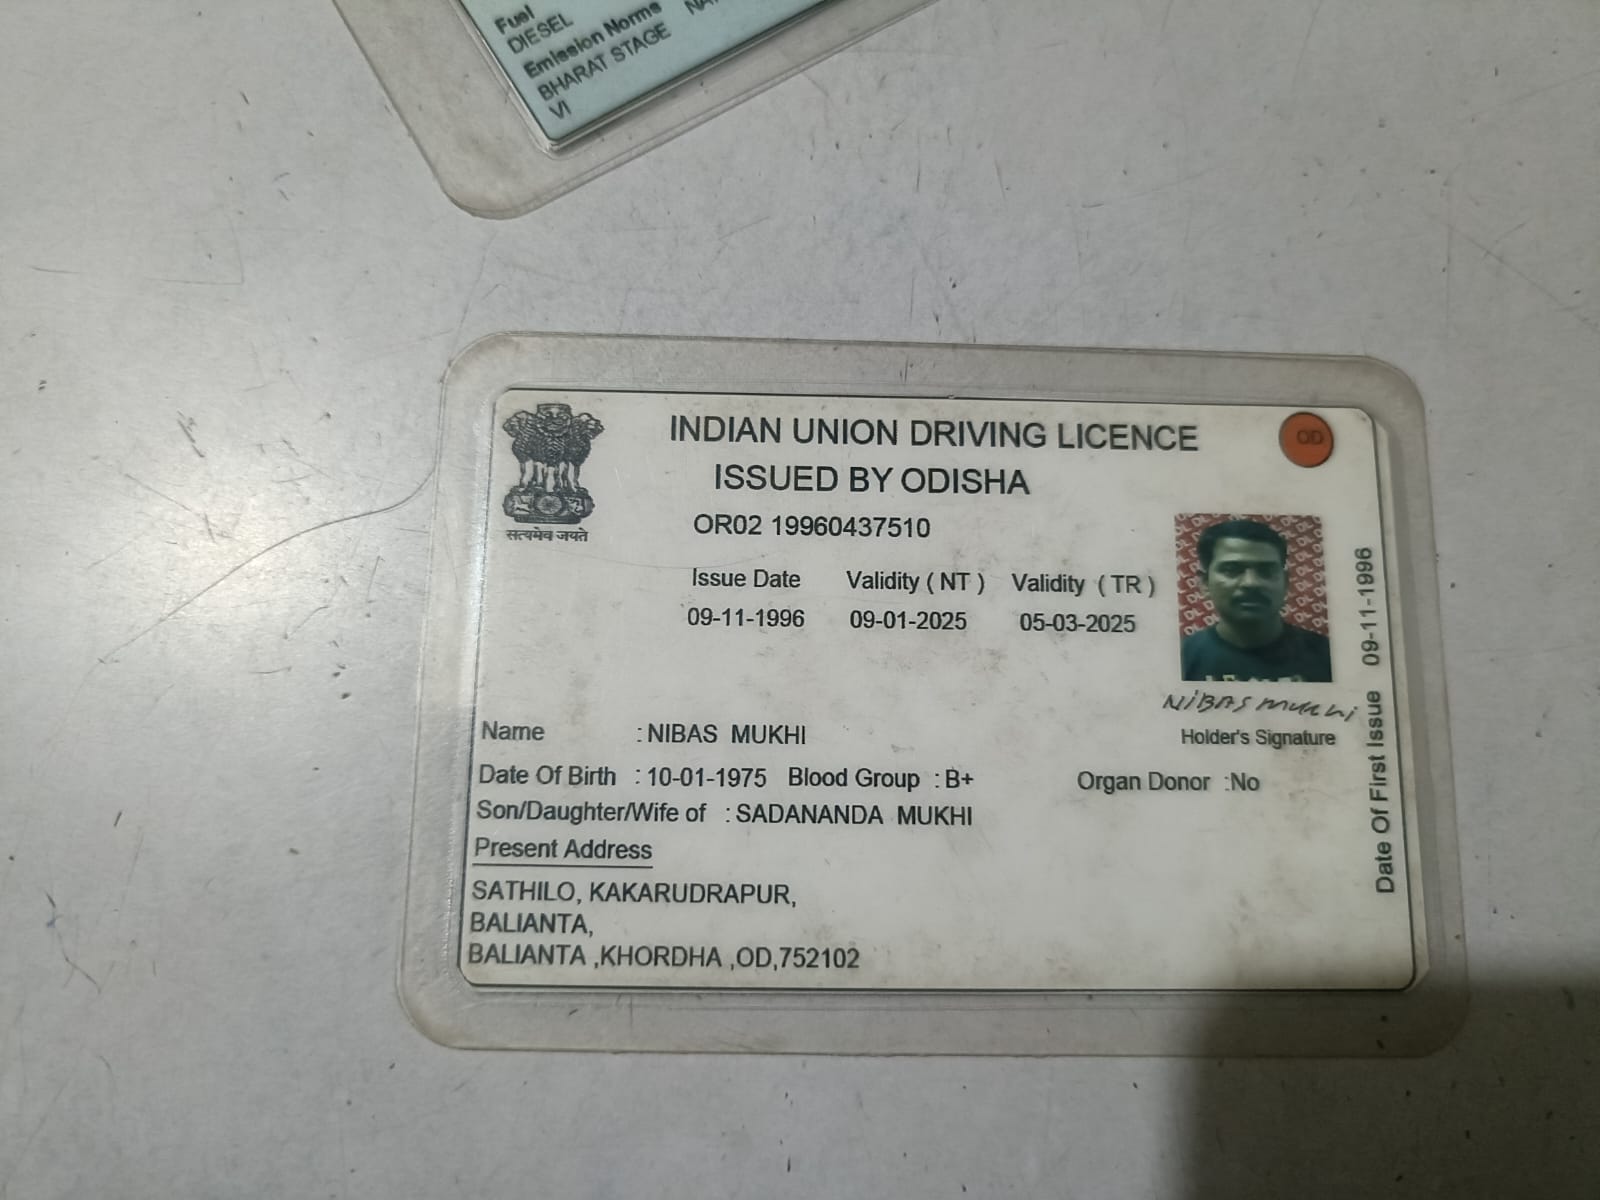 Fuel
DIESEL
Emission Norms
BHARAT STAGE
VI
INDIAN UNION DRIVING LICENCE
ISSUED BY ODISHA
OD
सत्यमेव जयते
OR02 19960437510
Issue Date Validity ( NT ) Validity ( TR )
09-11-1996 09-01-2025 05-03-2025
NIBAS MUKHI
Holder's Signature
Date Of First Issue 09-11-1996
Name : NIBAS MUKHI
Date Of Birth : 10-01-1975 Blood Group : B+ Organ Donor : No
Son/Daughter/Wife of : SADANANDA MUKHI
Present Address
SATHILO, KAKARUDRAPUR,
BALIANTA,
BALIANTA ,KHORDHA ,OD,752102